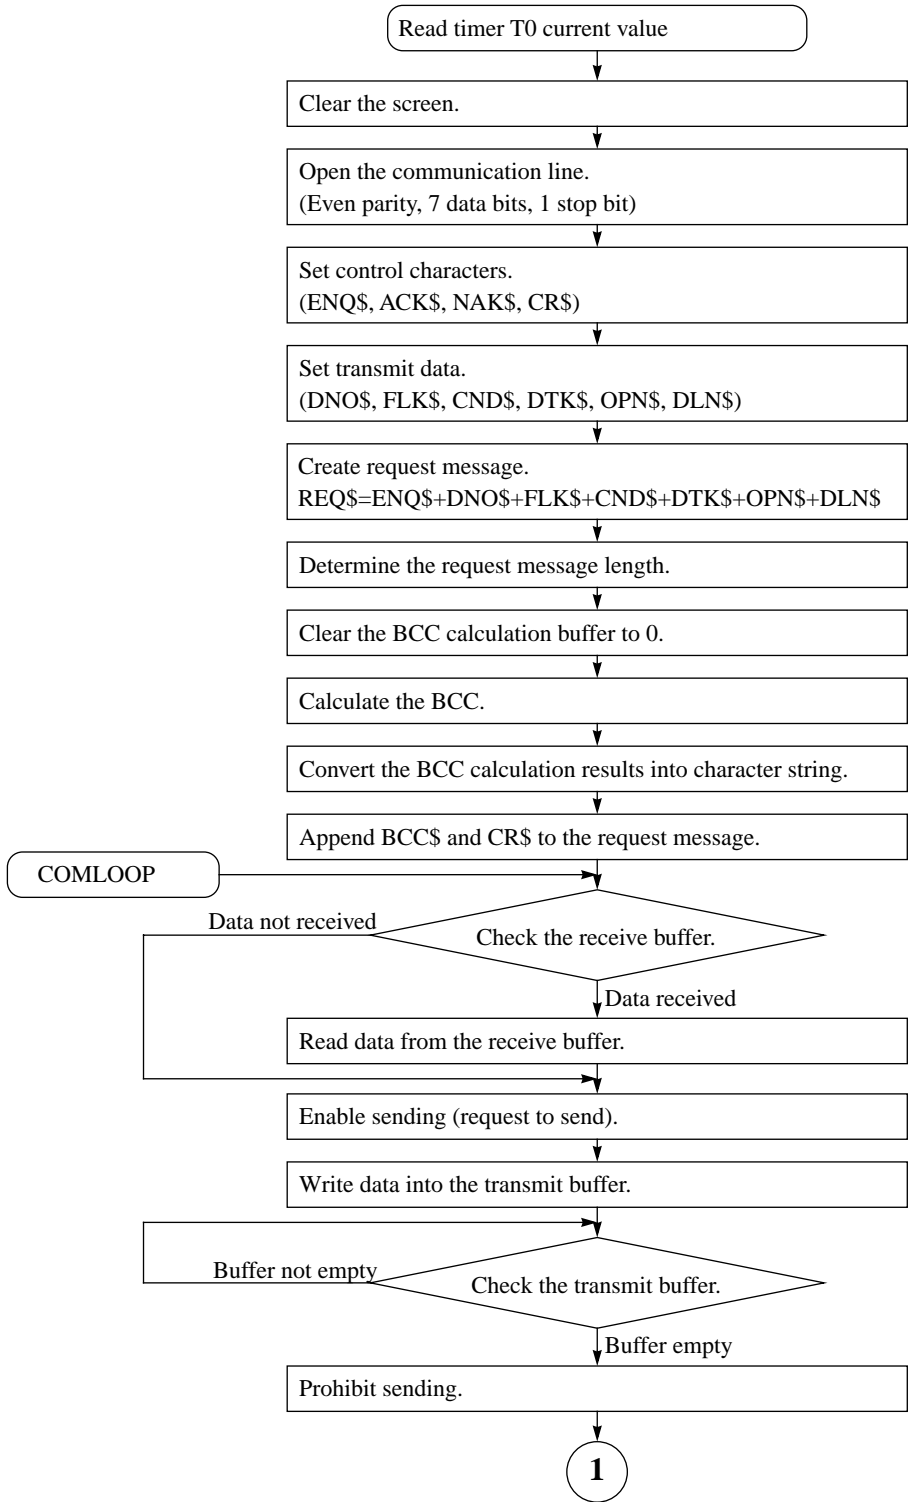 Read timer T0 current value
Clear the screen.
Open the communication line.
(Even parity, 7 data bits, 1 stop bit)
Set control characters.
(ENQ$, ACK$, NAK$, CR$)
Set transmit data.
(DNO$, FLK$, CND$, DTK$, OPN$, DLN$)
Create request message.
REQ$=ENQ$+DNO$+FLK$+CND$+DTK$+OPN$+DLN$
Determine the request message length.
Clear the BCC calculation buffer to 0.
Calculate the BCC.
Convert the BCC calculation results into character string.
Append BCC$ and CR$ to the request message.
COMLOOP
Data not received
Check the receive buffer.
Data received
Read data from the receive buffer.
Enable sending (request to send).
Write data into the transmit buffer.
Buffer not empty
Check the transmit buffer.
Buffer empty
Prohibit sending.
1